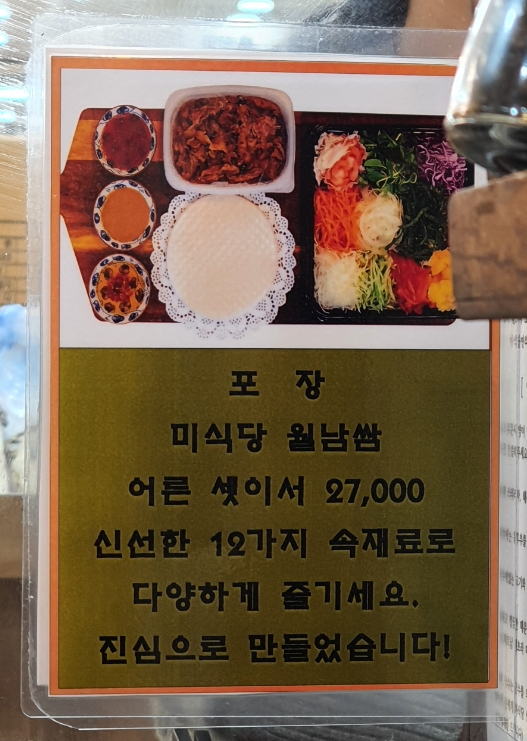 포 장
미식당 월남쌈
어른 셋이서 27,000
신선한 12가지 속재료로
다양하게 즐기세요.
진심으로 만들었습니다!